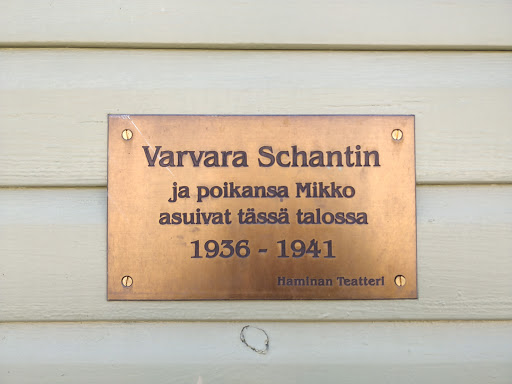 Varvara Schantin
ja poikansa Mikko
asuivat tässä talossa
1936 - 1941
Haminan Teatteri